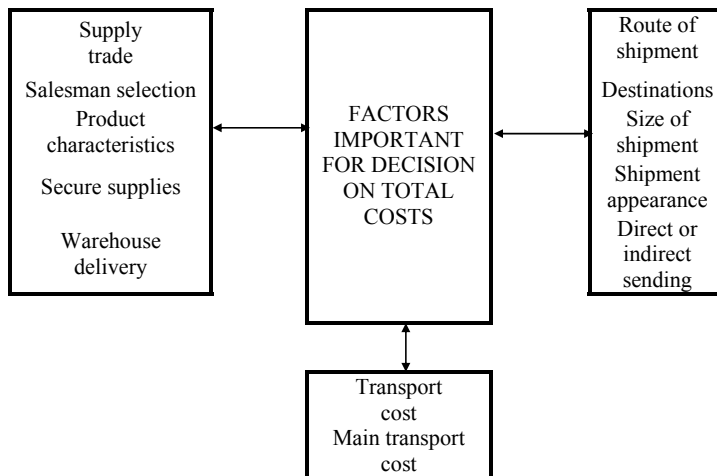 Supply
trade
Salesman selection
Product
characteristics
Secure supplies
Warehouse
delivery
FACTORS
IMPORTANT
FOR DECISION
ON TOTAL
COSTS
Route of
shipment
Destinations
Size of
shipment
Shipment
appearance
Direct or
indirect
sending
Transport
cost
Main transport
cost